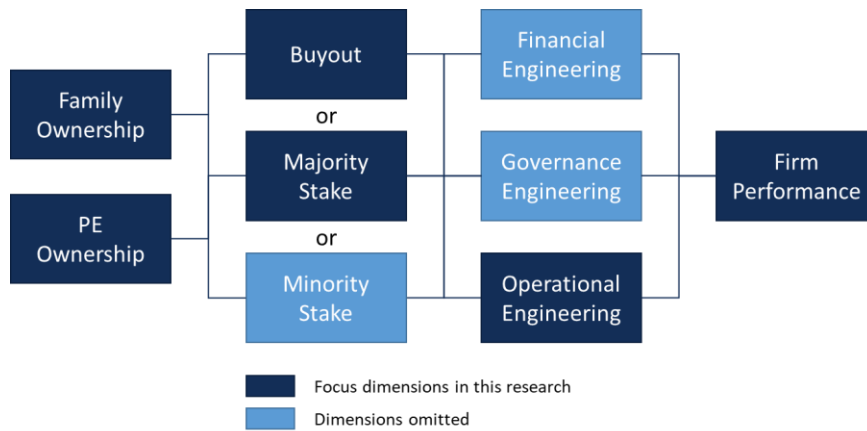 Family
Ownership
PE
Ownership
Buyout
or
Majority
Stake
or
Minority
Stake
Financial
Engineering
Governance
Engineering
Operational
Engineering
Firm
Performance
Focus dimensions in this research
Dimensions omitted